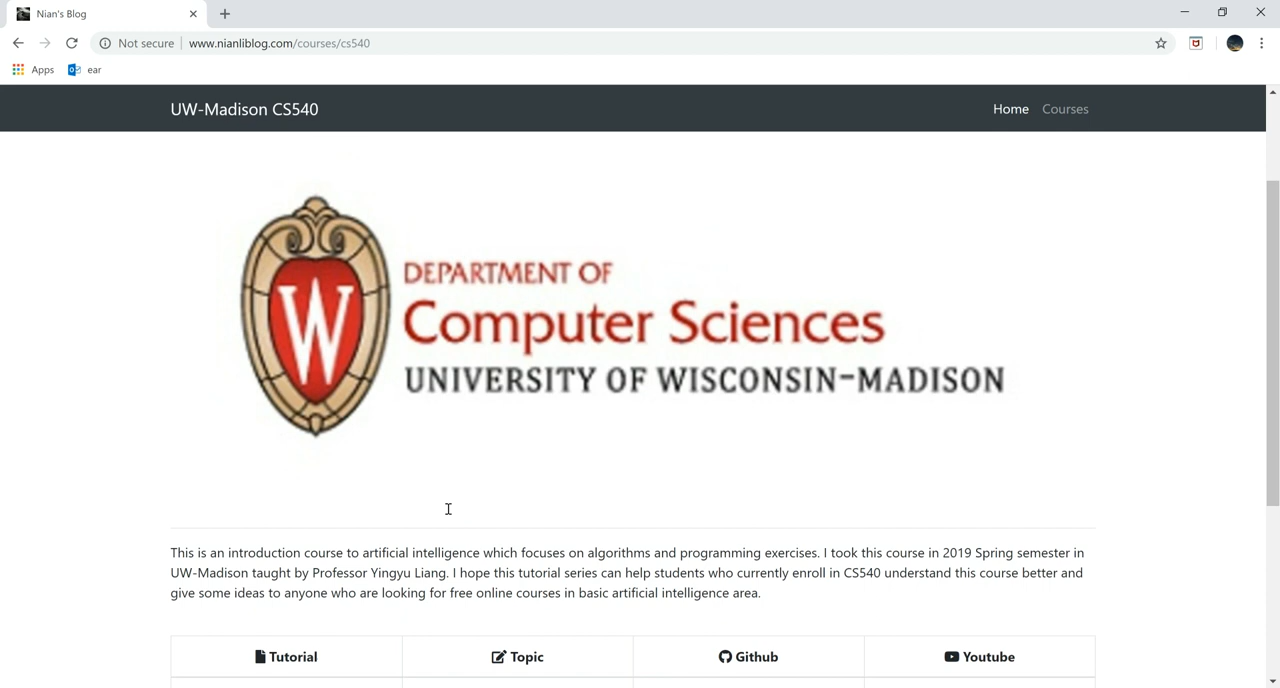 Nian's Blog
Not secure www.nianliblog.com/courses/cs540
Apps ear
UW-Madison CS540 Home Courses
W
DEPARTMENT OF
Computer Sciences
UNIVERSITY OF WISCONSIN-MADISON
This is an introduction course to artificial intelligence which focuses on algorithms and programming exercises. I took this course in 2019 Spring semester in
UW-Madison taught by Professor Yingyu Liang. I hope this tutorial series can help students who currently enroll in CS540 understand this course better and
give some ideas to anyone who are looking for free online courses in basic artificial intelligence area.
Tutorial Topic Github Youtube